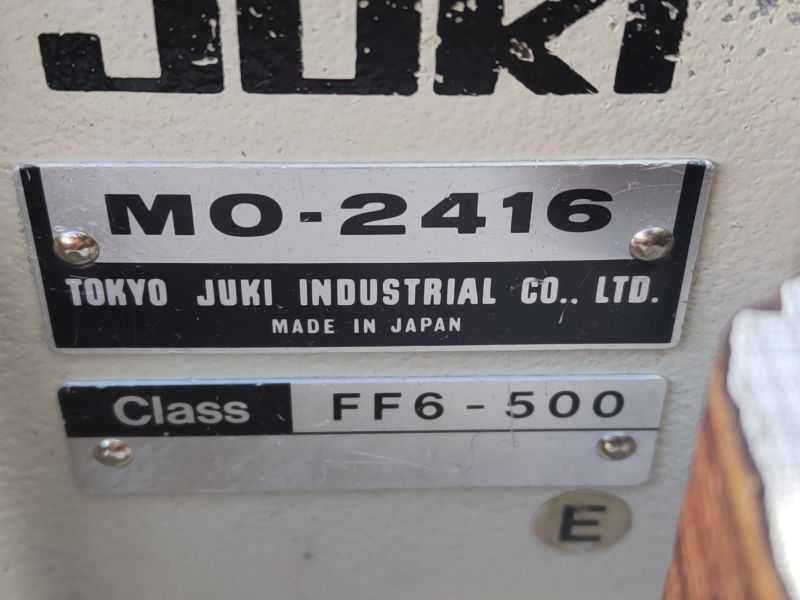 JUKI
MO-2416
TOKYO JUKI INDUSTRIAL CO., LTD.
MADE IN JAPAN
Class FF6-500
E